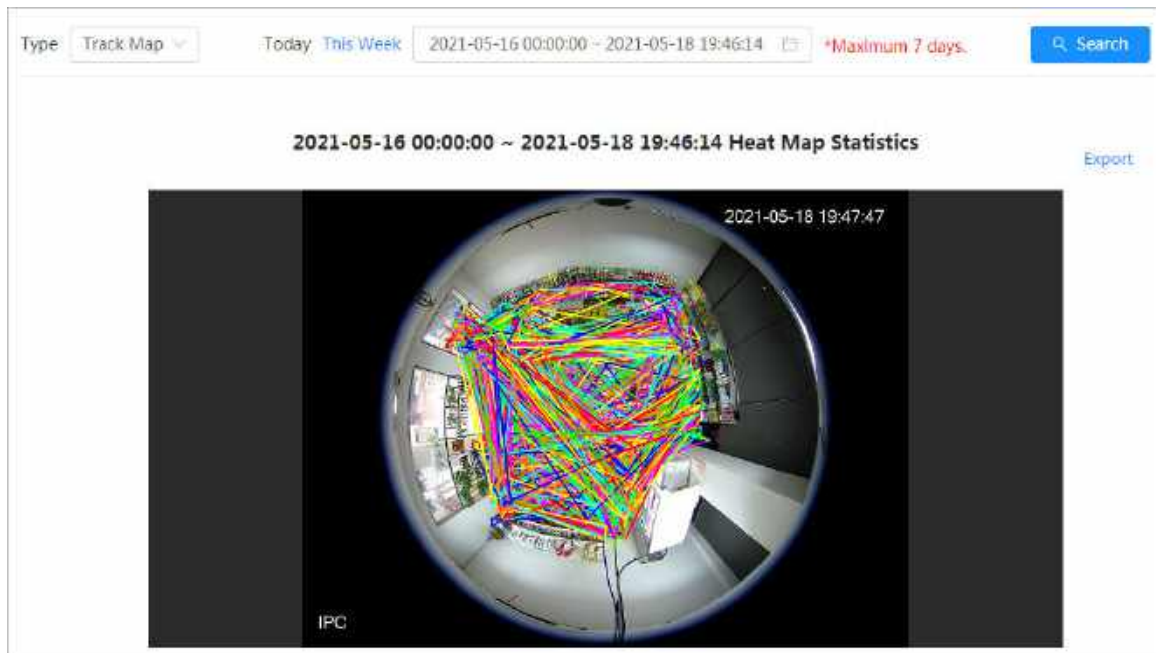 Type Track Map Today This Week 2021-05-16 00:00:00 ~ 2021-05-18 19:46:14 *Maximum 7 days. Search
2021-05-16 00:00:00 ~ 2021-05-18 19:46:14 Heat Map Statistics
Export
2021-05-18 19:47:47
IPC